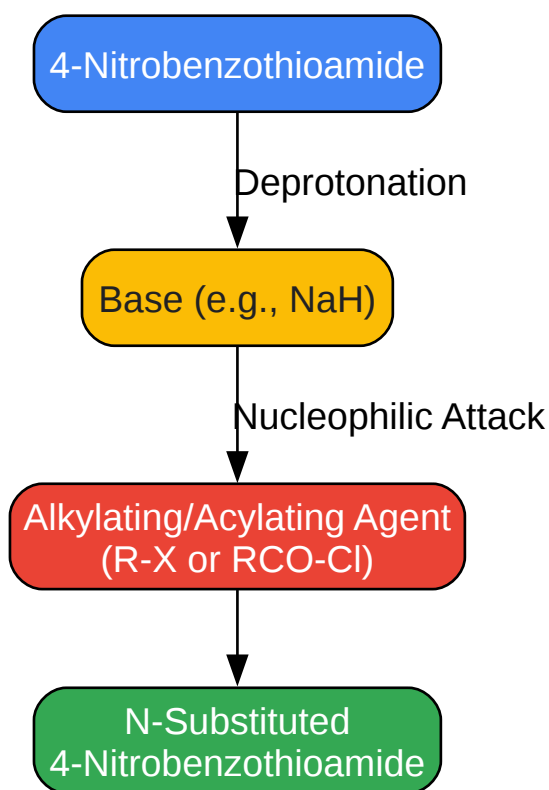 4-Nitrobenzothioamide
Deprotonation
Base (e.g., NaH)
Nucleophilic Attack
Alkylating/Acylating Agent
(R-X or RCO-Cl)
N-Substituted
4-Nitrobenzothioamide